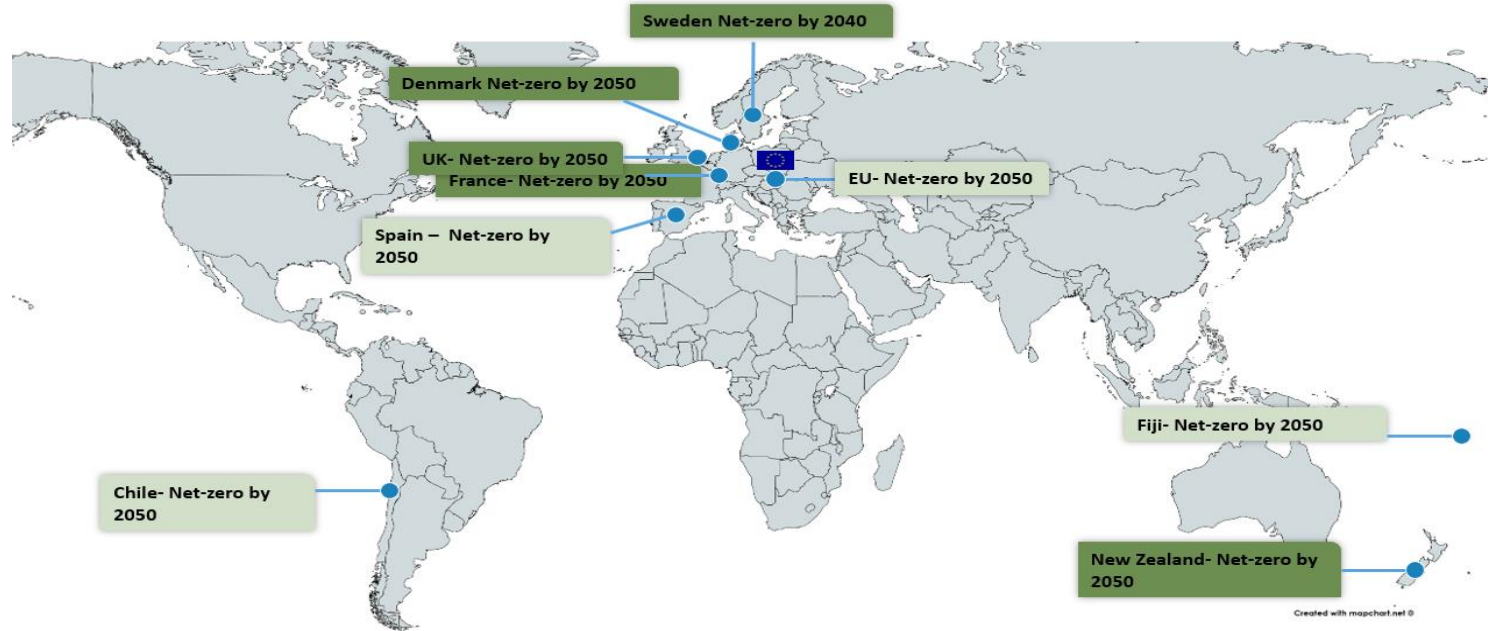 Sweden Net-zero by 2040
Denmark Net-zero by 2050
UK- Net-zero by 2050
France- Net-zero by 2050
EU- Net-zero by 2050
Spain – Net-zero by
2050
Fiji- Net-zero by 2050
Chile- Net-zero by
2050
New Zealand- Net-zero by
2050
Created with mapchart.net ©